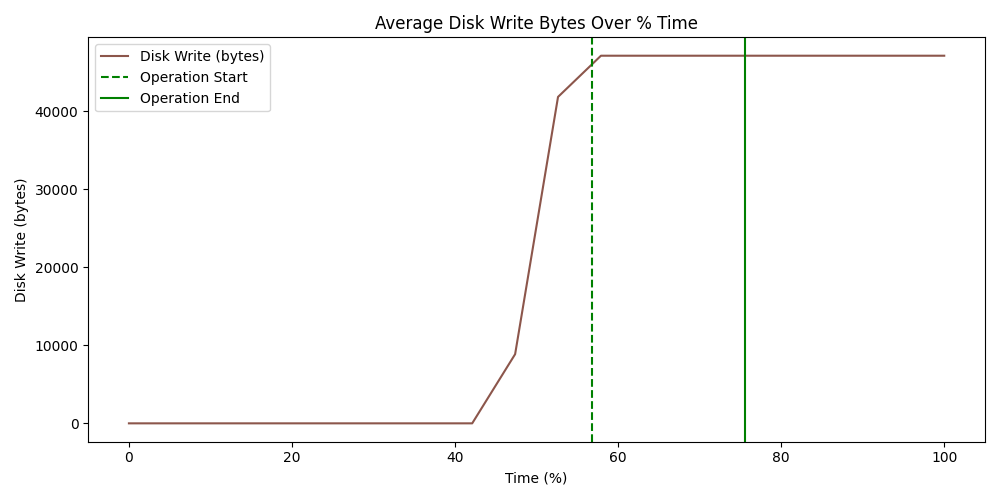 Average Disk Write Bytes Over % Time
Disk Write (bytes)
Operation Start
Operation End
Disk Write (bytes)
40000
30000
20000
10000
0
0 20 40 60 80 100
Time (%)